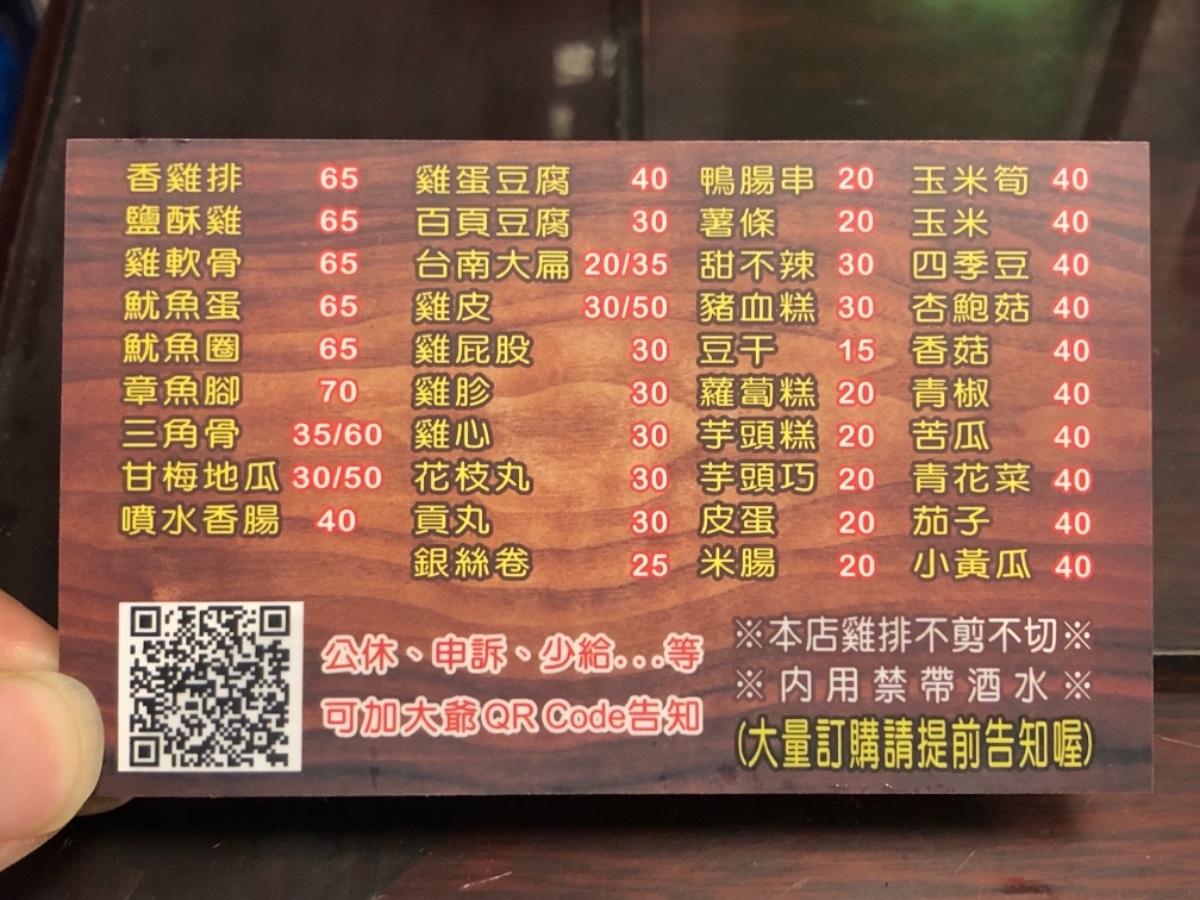 香雞排 65
鹽酥雞 65
雞軟骨 65
魷魚蛋 65
魷魚圈 65
章魚腳 70
三角骨 35/60
甘梅地瓜 30/50
噴水香腸 40
雞蛋豆腐 40
百頁豆腐 30
台南大扁 20/35
雞皮 30/50
雞屁股 30
雞胗 30
雞心 30
花枝丸 30
貢丸 30
銀絲卷 25
鴨腸串 20
薯條 20
甜不辣 30
豬血糕 30
豆干 15
蘿蔔糕 20
芋頭糕 20
芋頭巧 20
皮蛋 20
米腸 20
玉米筍 40
玉米 40
四季豆 40
杏鮑菇 40
香菇 40
青椒 40
苦瓜 40
青花菜 40
茄子 40
小黃瓜 40
公休、申訴、少給...等
可加大爺QR Code告知
※本店雞排不剪不切※
※內用禁帶酒水※
(大量訂購請提前告知喔)